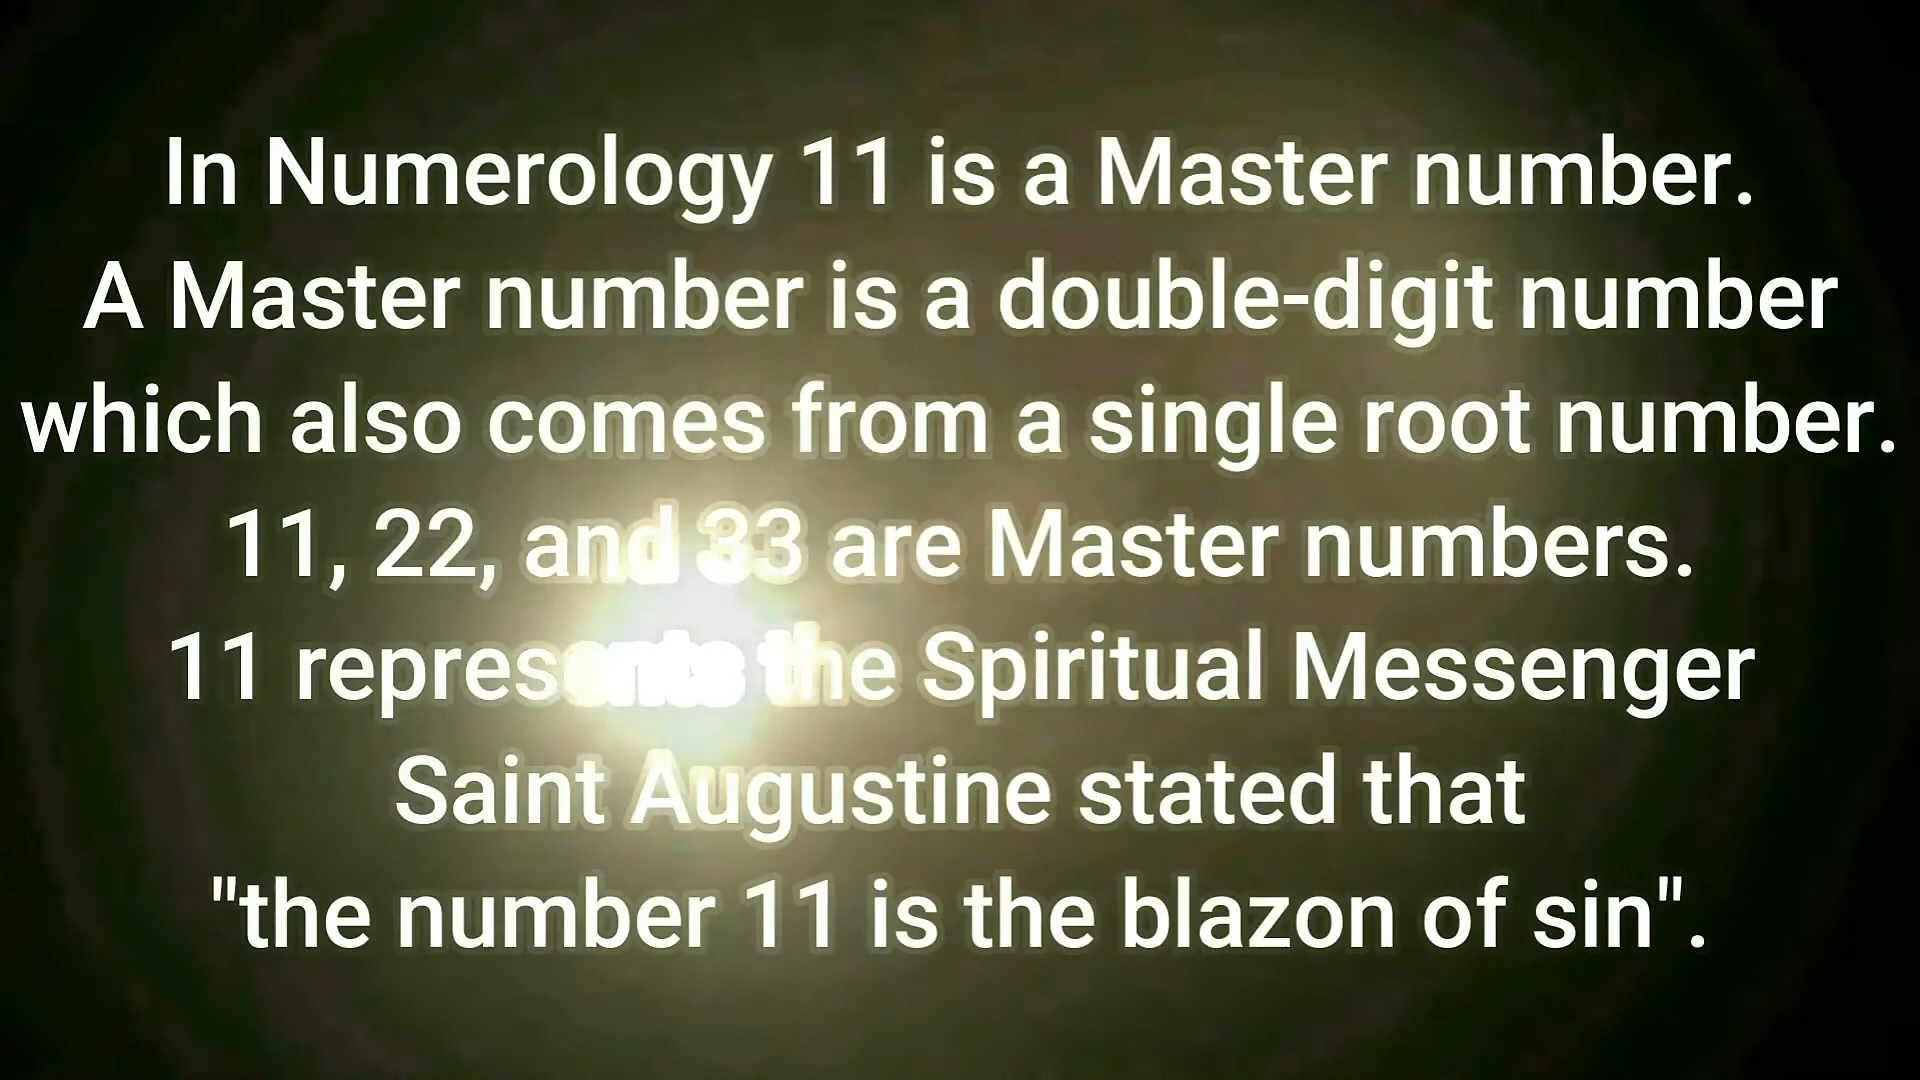 In Numerology 11 is a Master number.
A Master number is a double-digit number
which also comes from a single root number.
11, 22, and 33 are Master numbers.
11 represents the Spiritual Messenger
Saint Augustine stated that
"the number 11 is the blazon of sin".